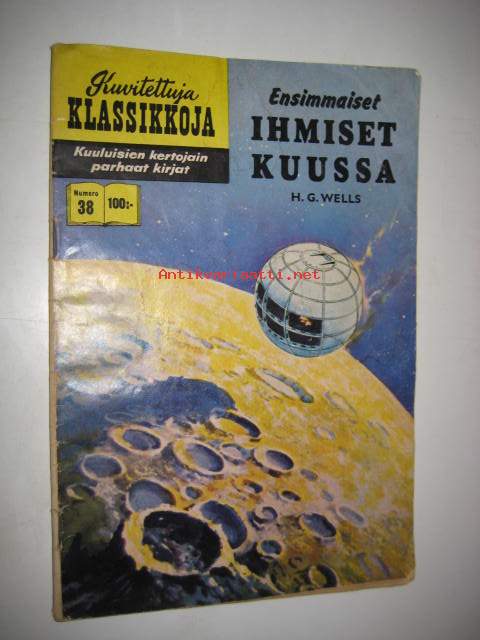 Kuvitettuja
KLASSIKKOJA
Kuuluisien kertojain
parhaat kirjat
Numero
38
100:-
Ensimmaiset
IHMISET
KUUSSA
H. G. WELLS
Antikvariaatti.net